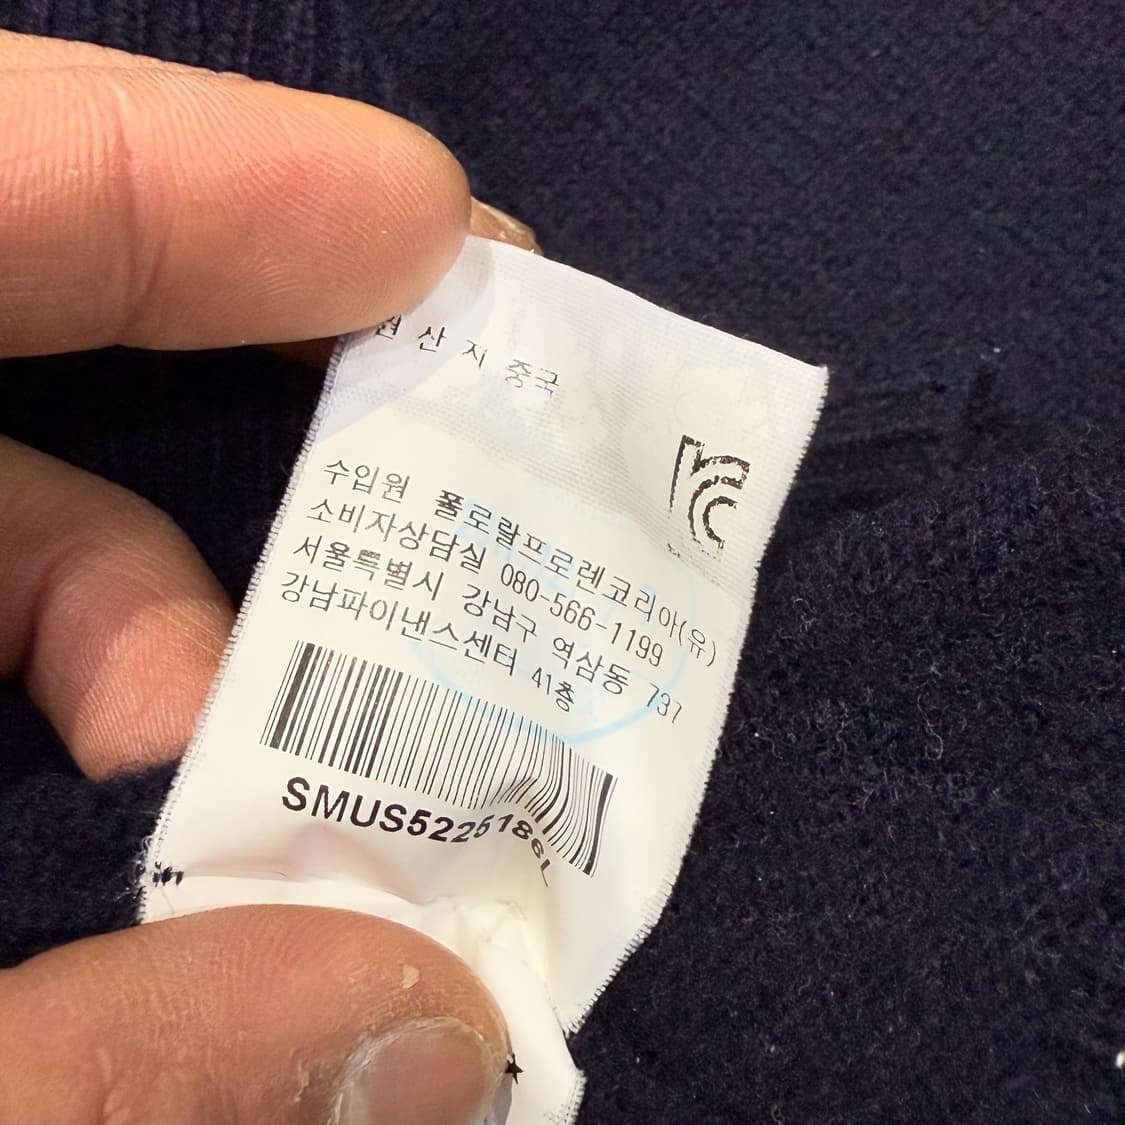 원 산 지 중국
수입원 폴로랄프로렌코리아(유)
소비자상담실 080-566-1199
서울특별시 강남구 역삼동 737
강남파이낸스센터 41층
SMUS5225186L